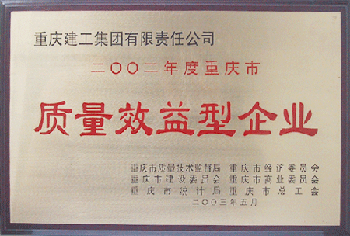 重庆建二集团有限责任公司
二〇〇二年度重庆市
质量效益型企业
重庆市质量技术监督局 重庆市经济委员会
重庆市建设委员会 重庆市商业委员会
重庆市统计局 重庆市总工会
二〇〇三年五月